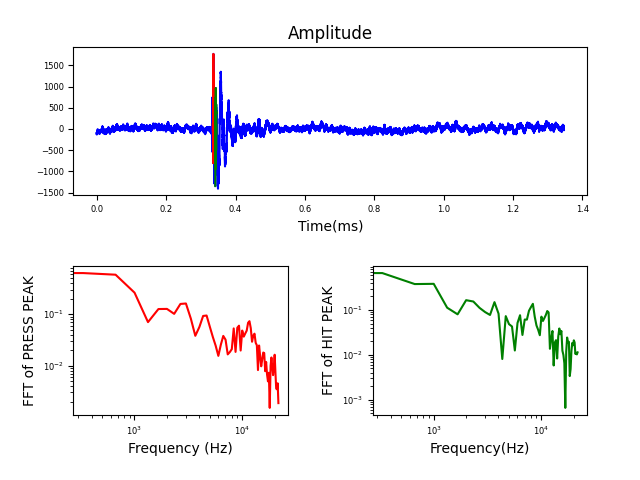 Amplitude
1500
1000
500
0
−500
−1000
−1500
0.0 0.2 0.4 0.6 0.8 1.0 1.2 1.4
Time(ms)
FFT of PRESS PEAK
10⁻¹
10⁻²
10³ 10⁴
Frequency (Hz)
FFT of HIT PEAK
10⁻¹
10⁻²
10⁻³
10³ 10⁴
Frequency(Hz)